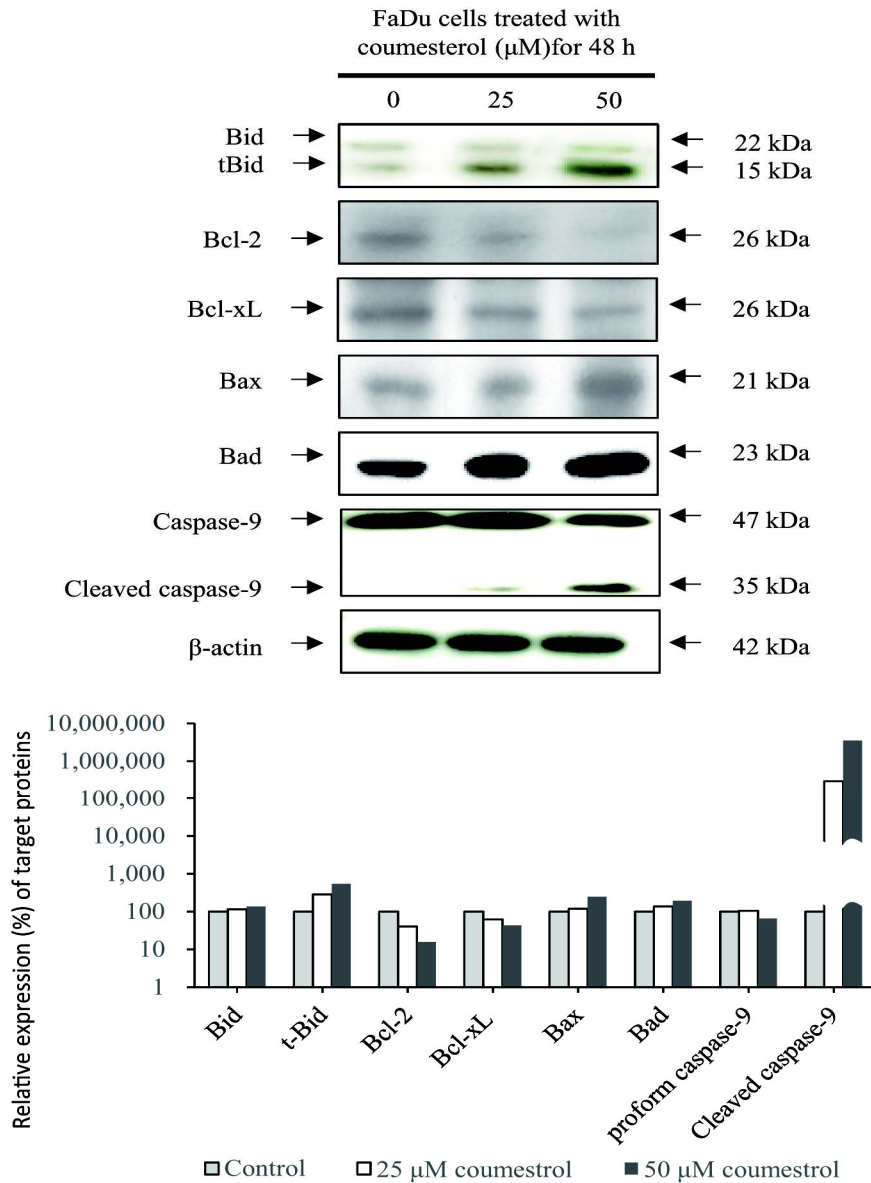 FaDu cells treated with
coumesterol (μM)for 48 h
0 25 50
Bid 22 kDa
tBid 15 kDa
Bcl-2 26 kDa
Bcl-xL 26 kDa
Bax 21 kDa
Bad 23 kDa
Caspase-9 47 kDa
Cleaved caspase-9 35 kDa
β-actin 42 kDa
Relative expression (%) of target proteins
10,000,000
1,000,000
100,000
10,000
1,000
100
10
1
Bid
t-Bid
Bcl-2
Bcl-xL
Bax
Bad
proform caspase-9
Cleaved caspase-9
Control 25 μM coumestrol 50 μM coumestrol